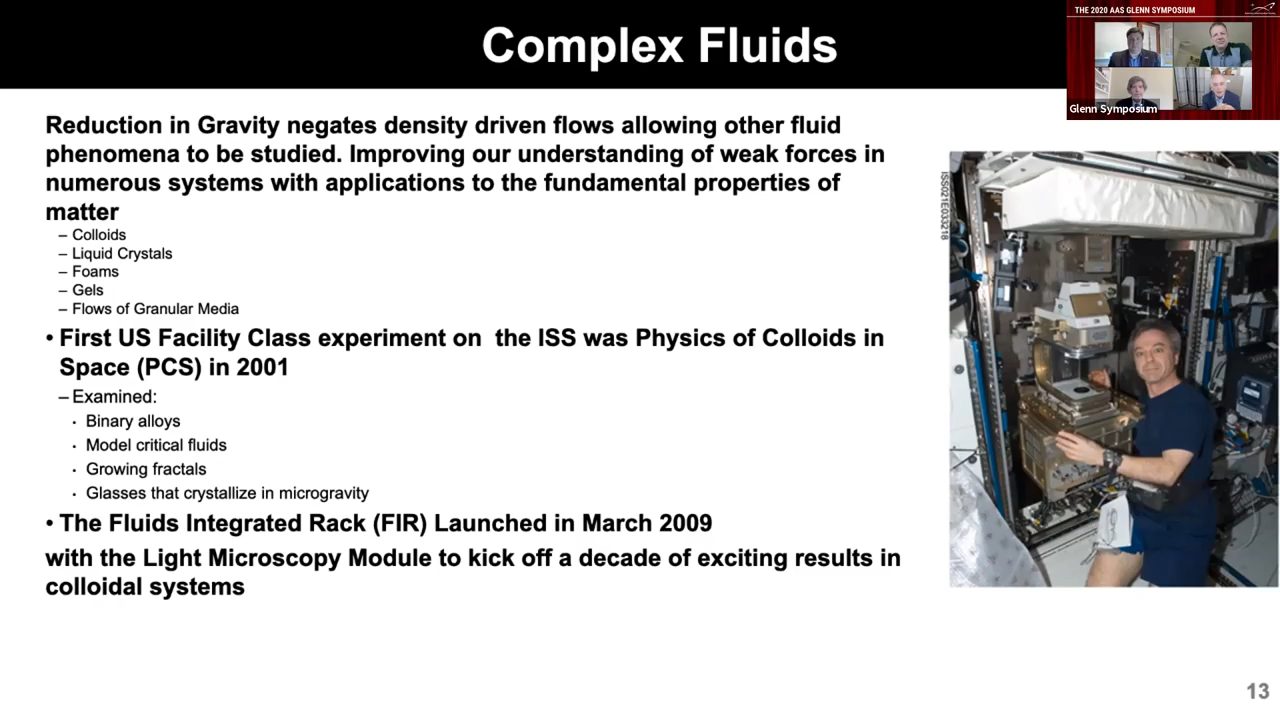 THE 2020 AAS GLENN SYMPOSIUM
Glenn Symposium
Complex Fluids
Reduction in Gravity negates density driven flows allowing other fluid
phenomena to be studied. Improving our understanding of weak forces in
numerous systems with applications to the fundamental properties of
matter
– Colloids
– Liquid Crystals
– Foams
– Gels
– Flows of Granular Media
• First US Facility Class experiment on  the ISS was Physics of Colloids in
Space (PCS) in 2001
– Examined:
· Binary alloys
· Model critical fluids
· Growing fractals
· Glasses that crystallize in microgravity
• The Fluids Integrated Rack (FIR) Launched in March 2009
with the Light Microscopy Module to kick off a decade of exciting results in
colloidal systems
ISS021E033218
13